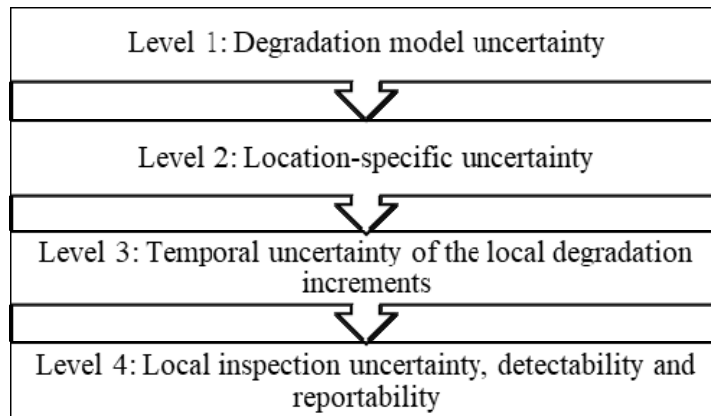 Level 1: Degradation model uncertainty
Level 2: Location-specific uncertainty
Level 3: Temporal uncertainty of the local degradation
increments
Level 4: Local inspection uncertainty, detectability and
reportability